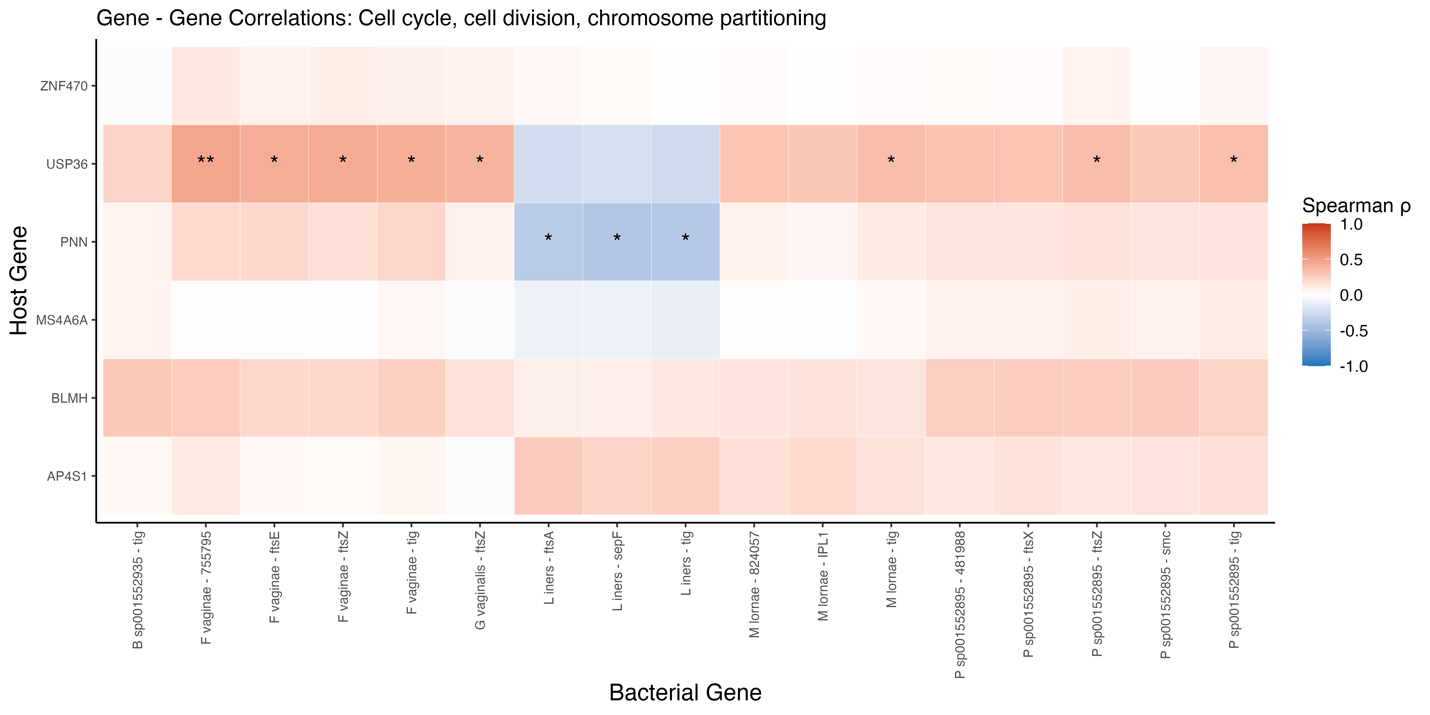 Gene - Gene Correlations: Cell cycle, cell division, chromosome partitioning
Host Gene
ZNF470
USP36
** * * * * * * *
PNN
* * *
MS4A6A
BLMH
AP4S1
B sp001552935 - tig
F vaginae - 755795
F vaginae - ftsE
F vaginae - ftsZ
F vaginae - tig
G vaginalis - ftsZ
L iners - ftsA
L iners - sepF
L iners - tig
M lornae - 824057
M lornae - IPL1
M lornae - tig
P sp001552895 - 481988
P sp001552895 - ftsX
P sp001552895 - ftsZ
P sp001552895 - smc
P sp001552895 - tig
Bacterial Gene
Spearman ρ
1.0
0.5
0.0
-0.5
-1.0